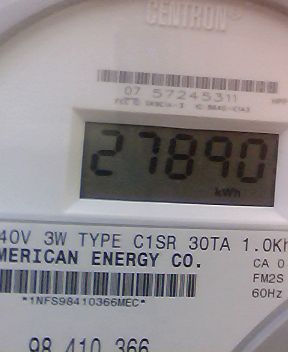 CENTRON
07 57245311
27890
kWh
40V 3W TYPE C1SR 30TA 1.0Kh
MERICAN ENERGY CO.
CA 0
FM2S
*1NFS98410366MEC*
60Hz
98 410 366